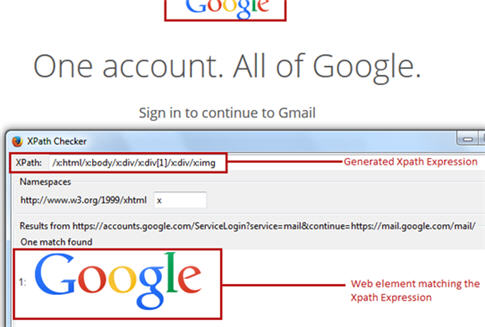 Google
One account. All of Google.
Sign in to continue to Gmail
XPath Checker
XPath: /x:html/x:body/x:div/x:div[1]/x:div/x:img
Generated Xpath Expression
Namespaces
http://www.w3.org/1999/xhtml x
Results from https://accounts.google.com/ServiceLogin?service=mail&continue=https://mail.google.com/mail/
One match found
1: Google
Web element matching the
Xpath Expression